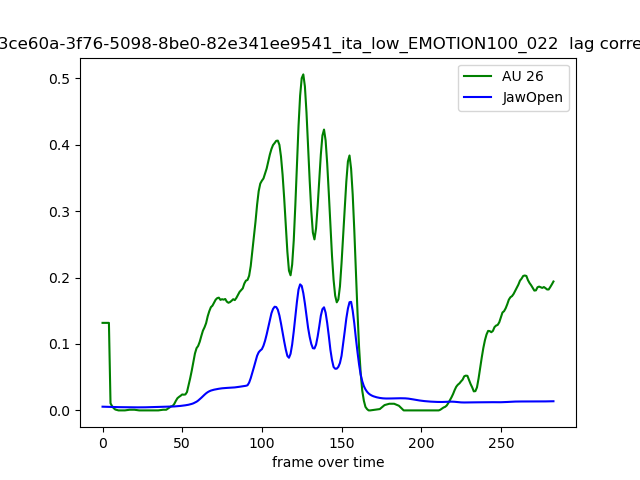 3ce60a-3f76-5098-8be0-82e341ee9541_ita_low_EMOTION100_022 lag corre
AU 26
JawOpen
0.5
0.4
0.3
0.2
0.1
0.0
0 50 100 150 200 250
frame over time